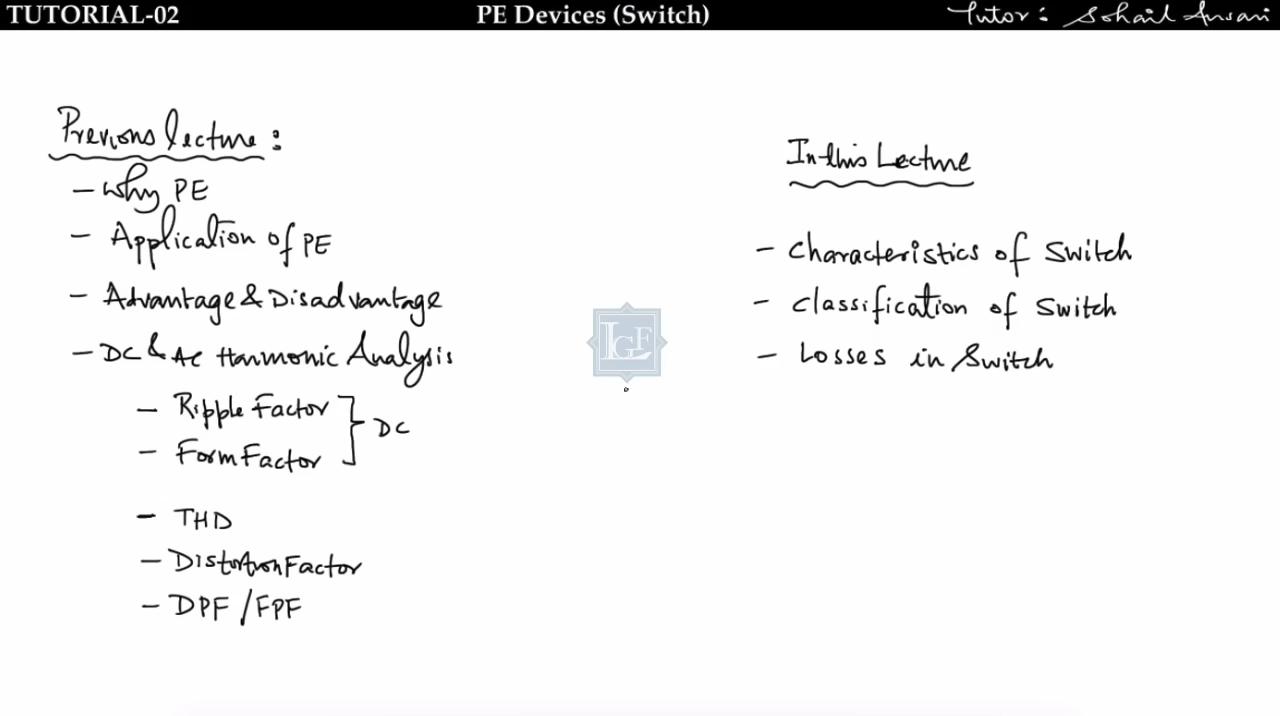 TUTORIAL-02
PE Devices (Switch)
Tutor: Sohail Ansari
Previous lecture:
- Why PE
- Application of PE
- Advantage & Disadvantage
- DC & AC Harmonic Analysis
- Ripple Factor
- Form Factor
} DC
- THD
- Distortion Factor
- DPF / FPF
LGF
In this Lecture
- Characteristics of Switch
- Classification of Switch
- Losses in Switch